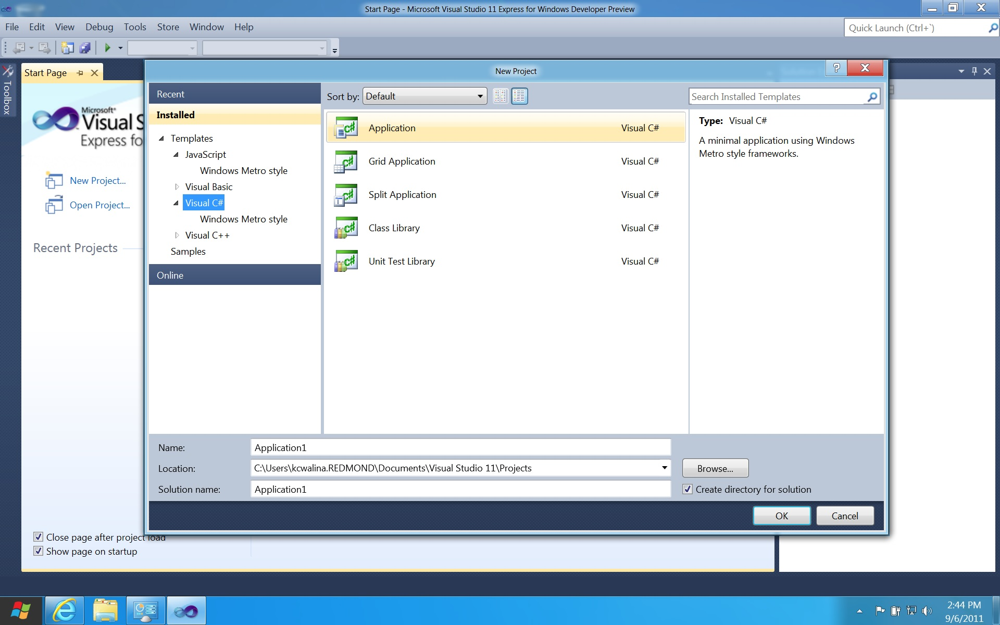 Start Page - Microsoft Visual Studio 11 Express for Windows Developer Preview
File Edit View Debug Tools Store Window Help
Quick Launch (Ctrl+`)
Toolbox
Start Page
Microsoft
Visual S
Express fo
New Project...
Open Project...
Recent Projects
Close page after project load
Show page on startup
New Project
Recent
Installed
Templates
JavaScript
Windows Metro style
Visual Basic
Visual C#
Windows Metro style
Visual C++
Samples
Online
Sort by: Default
Search Installed Templates
Application Visual C#
Grid Application Visual C#
Split Application Visual C#
Class Library Visual C#
Unit Test Library Visual C#
Type: Visual C#
A minimal application using Windows
Metro style frameworks.
Name: Application1
Location: C:\Users\kcwalina.REDMOND\Documents\Visual Studio 11\Projects
Browse...
Solution name: Application1
Create directory for solution
OK
Cancel
2:44 PM
9/6/2011